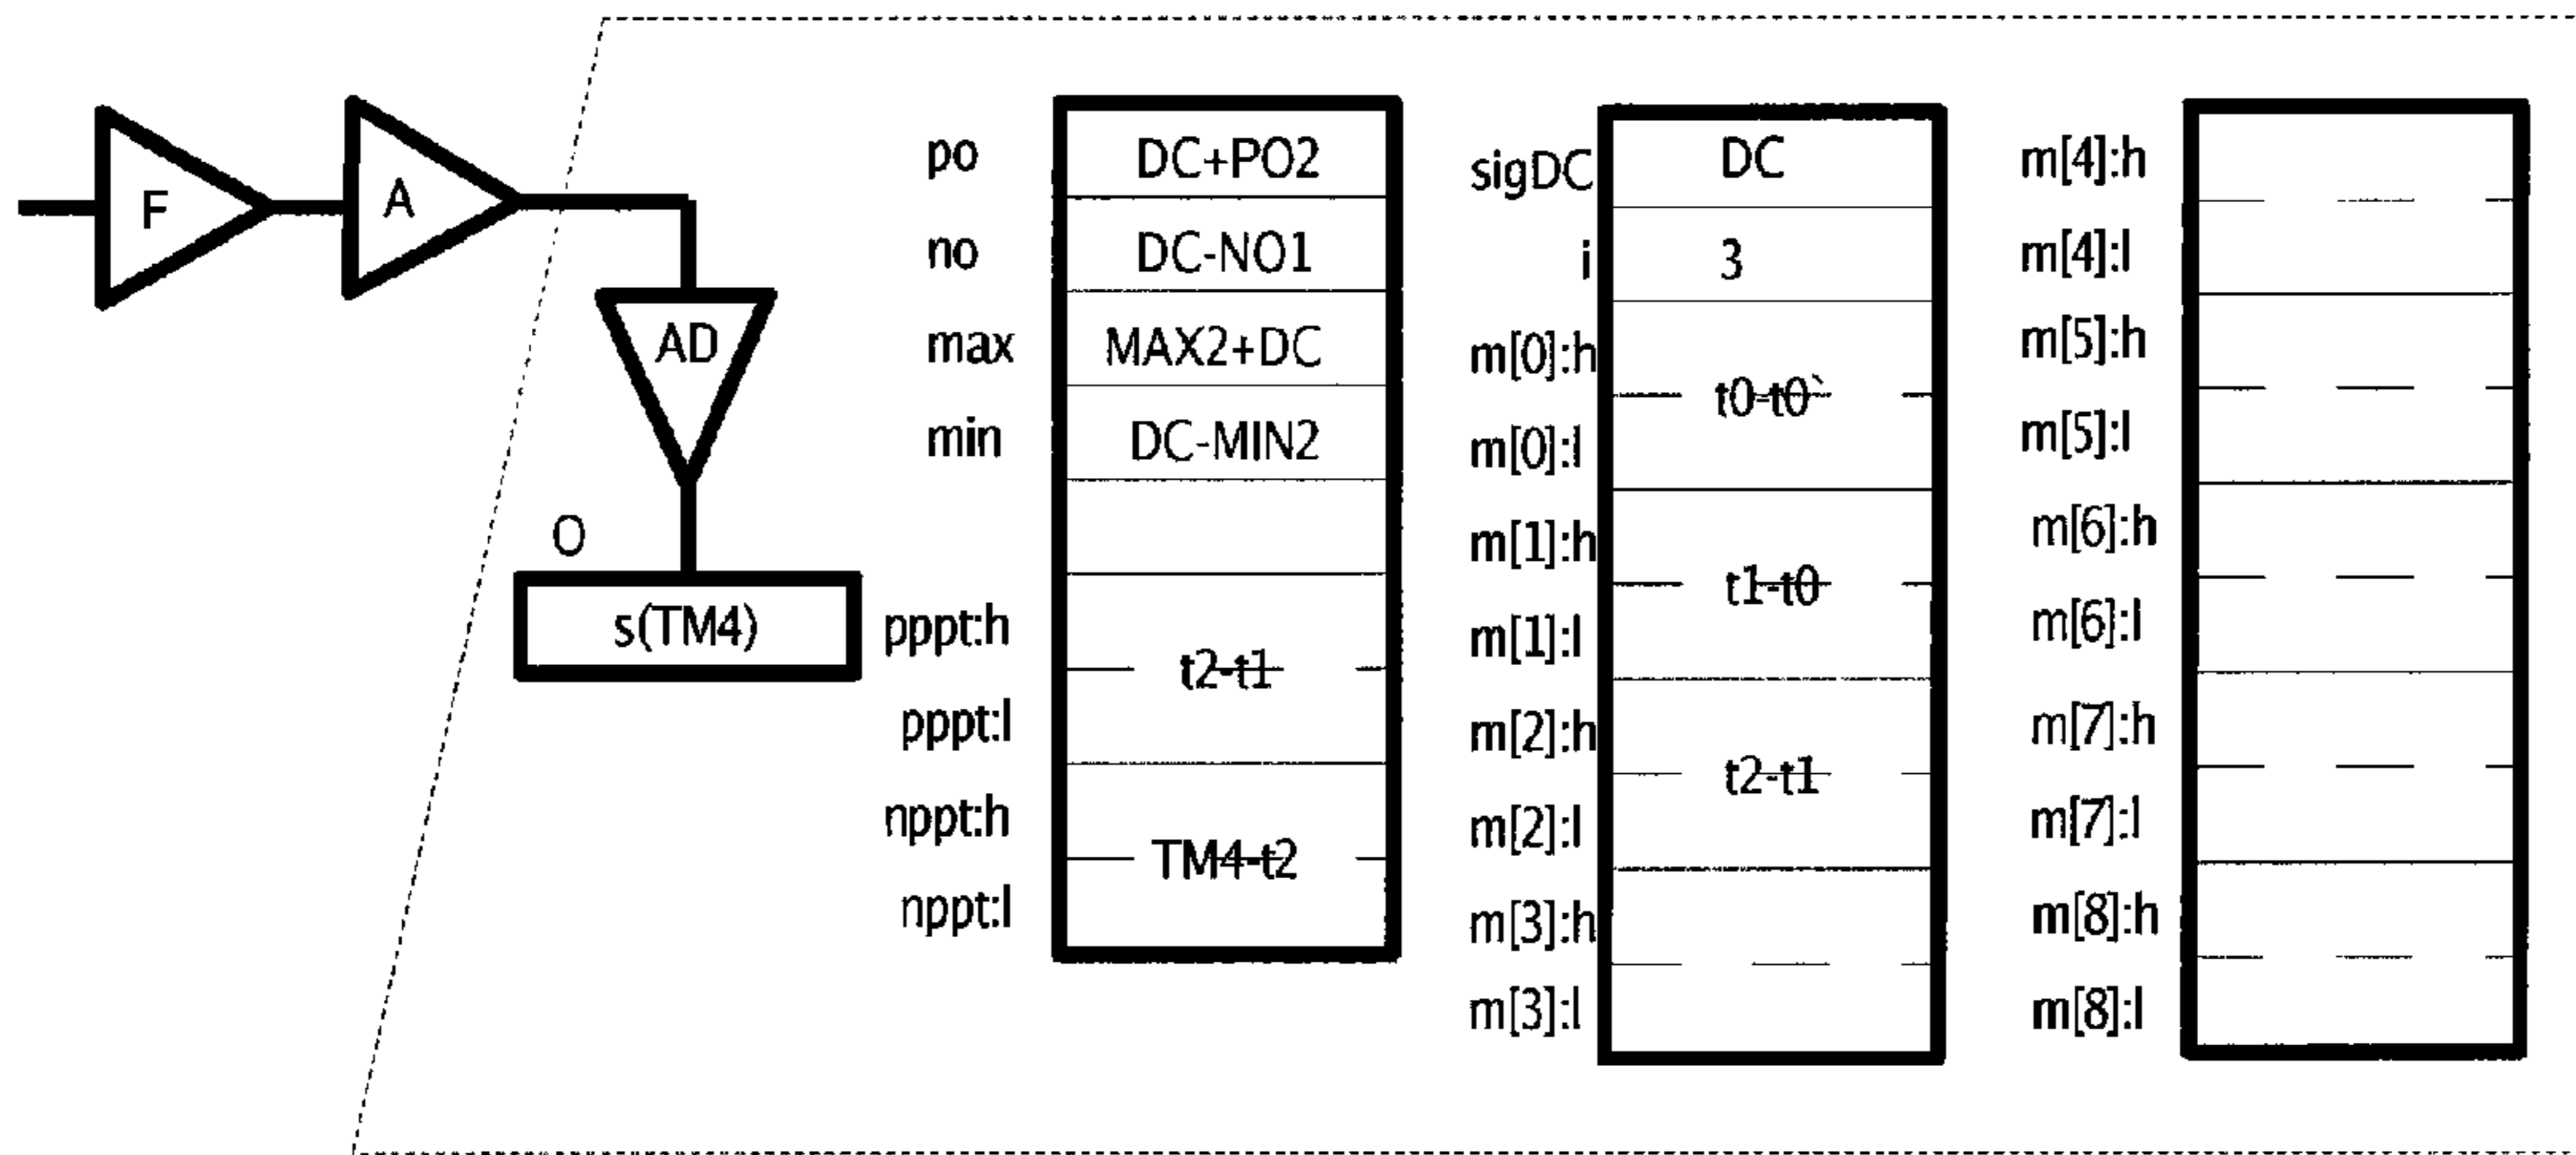 F
A
AD
O
s(TM4)
po
DC+PO2
no
DC-NO1
max
MAX2+DC
min
DC-MIN2
pppt:h
t2-t1
pppt:l
nppt:h
TM4-t2
nppt:l
sigDC
DC
i
3
m[0]:h
t0-t0`
m[0]:l
m[1]:h
t1-t0
m[1]:l
m[2]:h
t2-t1
m[2]:l
m[3]:h
m[3]:l
m[4]:h
m[4]:l
m[5]:h
m[5]:l
m[6]:h
m[6]:l
m[7]:h
m[7]:l
m[8]:h
m[8]:l